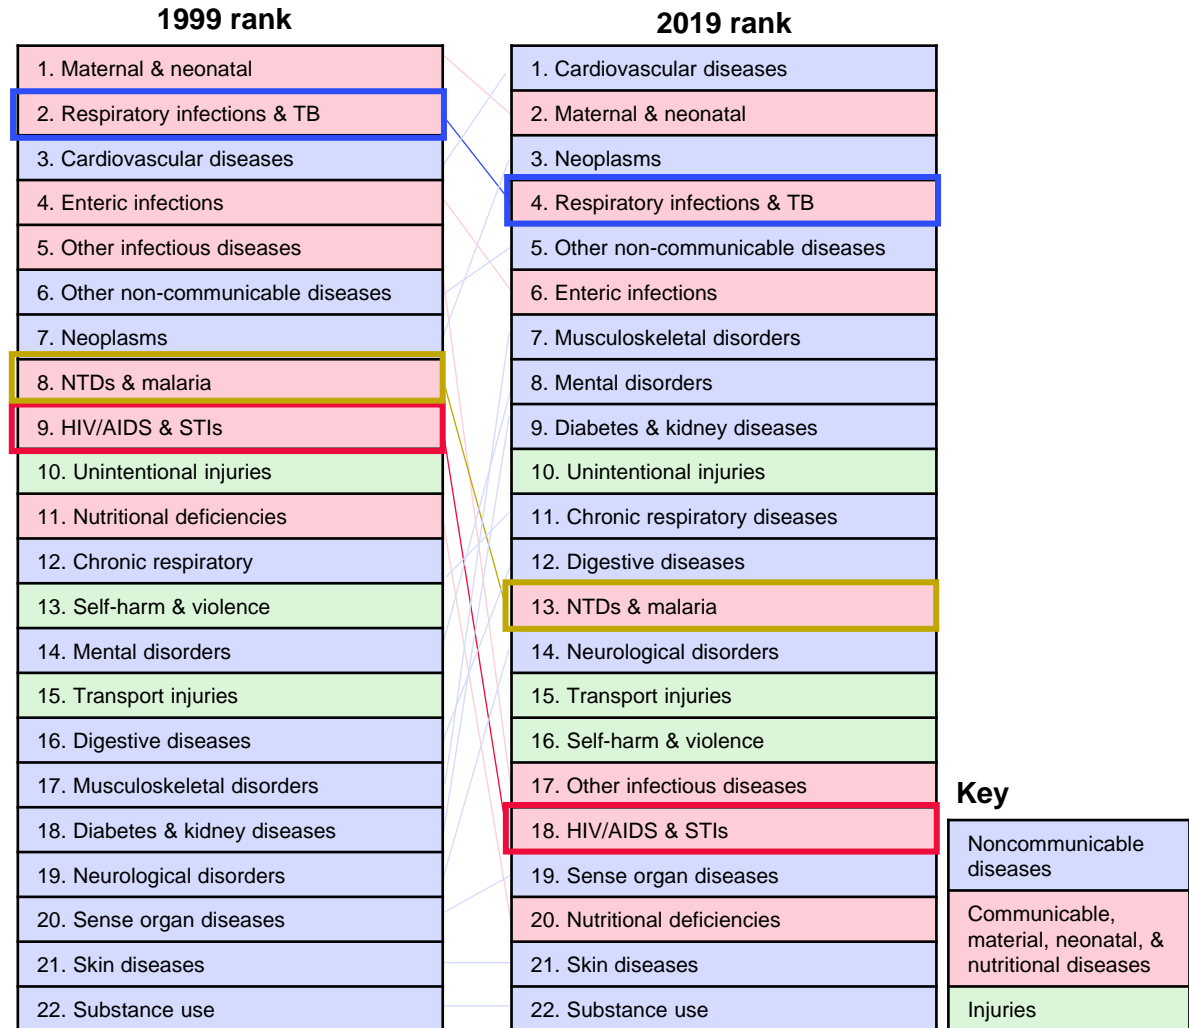 1999 rank
1. Maternal & neonatal
2. Respiratory infections & TB
3. Cardiovascular diseases
4. Enteric infections
5. Other infectious diseases
6. Other non-communicable diseases
7. Neoplasms
8. NTDs & malaria
9. HIV/AIDS & STIs
10. Unintentional injuries
11. Nutritional deficiencies
12. Chronic respiratory
13. Self-harm & violence
14. Mental disorders
15. Transport injuries
16. Digestive diseases
17. Musculoskeletal disorders
18. Diabetes & kidney diseases
19. Neurological disorders
20. Sense organ diseases
21. Skin diseases
22. Substance use
2019 rank
1. Cardiovascular diseases
2. Maternal & neonatal
3. Neoplasms
4. Respiratory infections & TB
5. Other non-communicable diseases
6. Enteric infections
7. Musculoskeletal disorders
8. Mental disorders
9. Diabetes & kidney diseases
10. Unintentional injuries
11. Chronic respiratory diseases
12. Digestive diseases
13. NTDs & malaria
14. Neurological disorders
15. Transport injuries
16. Self-harm & violence
17. Other infectious diseases
18. HIV/AIDS & STIs
19. Sense organ diseases
20. Nutritional deficiencies
21. Skin diseases
22. Substance use
Key
Noncommunicable
diseases
Communicable,
material, neonatal, &
nutritional diseases
Injuries